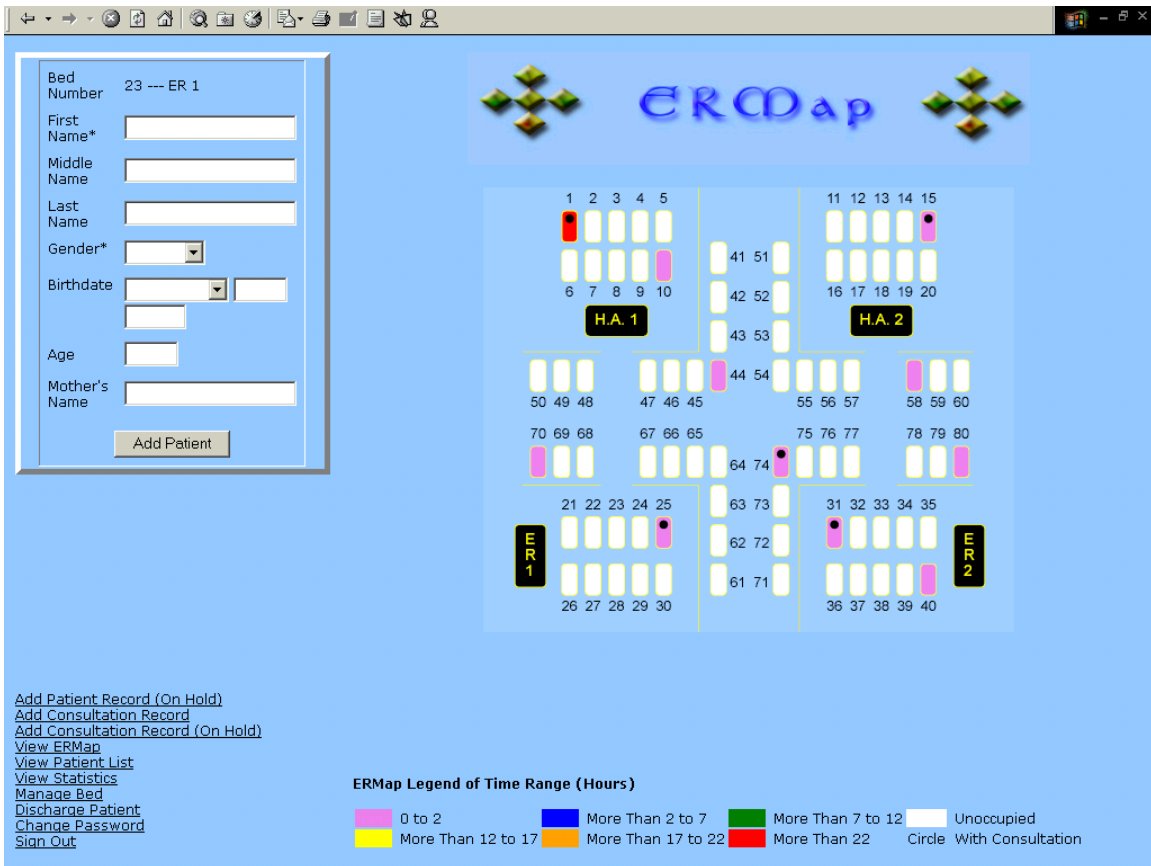 Bed
Number
23 --- ER 1
First
Name*
Middle
Name
Last
Name
Gender*
Birthdate
Age
Mother's
Name
Add Patient
ERMap
1 2 3 4 5
11 12 13 14 15
41 51
6 7 8 9 10
16 17 18 19 20
42 52
H.A. 1
H.A. 2
43 53
44 54
50 49 48
47 46 45
55 56 57
58 59 60
70 69 68
67 66 65
75 76 77
78 79 80
64 74
21 22 23 24 25
63 73
31 32 33 34 35
E
R
1
62 72
E
R
2
61 71
26 27 28 29 30
36 37 38 39 40
Add Patient Record (On Hold)
Add Consultation Record
Add Consultation Record (On Hold)
View ERMap
View Patient List
View Statistics
Manage Bed
Discharge Patient
Change Password
Sign Out
ERMap Legend of Time Range (Hours)
0 to 2 More Than 2 to 7 More Than 7 to 12 Unoccupied
More Than 12 to 17 More Than 17 to 22 More Than 22 Circle With Consultation